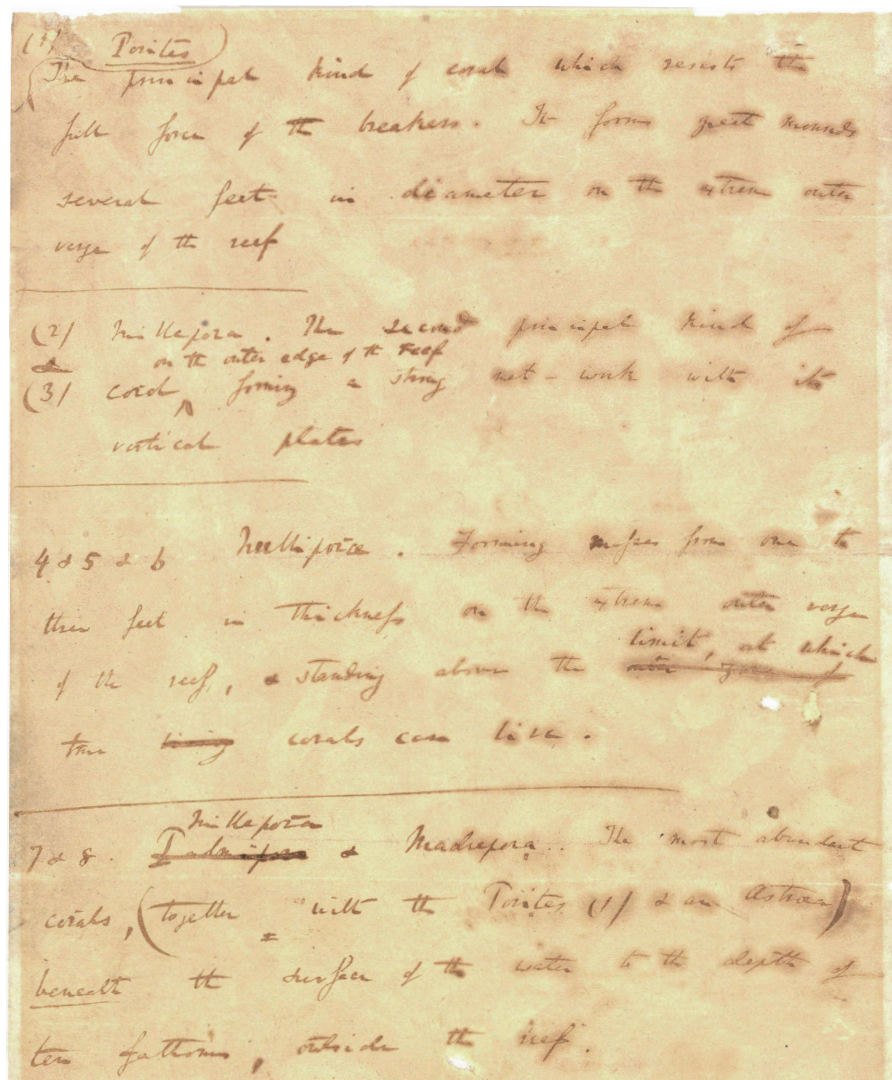 (1) Porites
The principal kind of coral which resists the
full force of the breakers. It forms great mounds
several feet in diameter on the extreme outer
verge of the reef
(2) Millepora. The second principal kind of
& on the outer edge of the reef
(3) coral, forming a strong net-work with its
vertical plates
4 & 5 & 6 Nulliporæ. Forming masses from one to
three feet in thickness on the extreme outer verge
limit, at which
of the reef, & standing above the
true living corals can live.
Millepora
7 & 8. & Madrepora. The most abundant
corals, (together with the Porites (1) & an Astræa)
beneath the surface of the water to the depth of
ten fathoms, outside the reef.